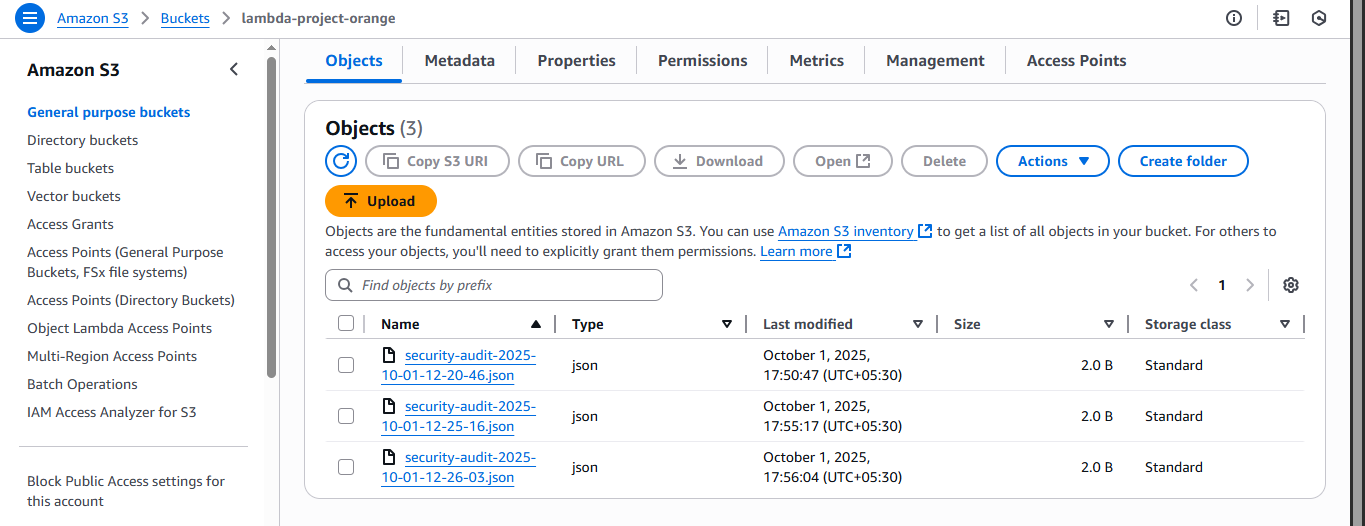 Amazon S3 > Buckets > lambda-project-orange
Amazon S3
General purpose buckets
Directory buckets
Table buckets
Vector buckets
Access Grants
Access Points (General Purpose
Buckets, FSx file systems)
Access Points (Directory Buckets)
Object Lambda Access Points
Multi-Region Access Points
Batch Operations
IAM Access Analyzer for S3
Block Public Access settings for
this account
Objects Metadata Properties Permissions Metrics Management Access Points
Objects (3)
Copy S3 URI Copy URL Download Open Delete Actions Create folder
Upload
Objects are the fundamental entities stored in Amazon S3. You can use Amazon S3 inventory to get a list of all objects in your bucket. For others to
access your objects, you'll need to explicitly grant them permissions. Learn more
Find objects by prefix
1
Name Type Last modified Size Storage class
security-audit-2025-
10-01-12-20-46.json
json
October 1, 2025,
17:50:47 (UTC+05:30)
2.0 B
Standard
security-audit-2025-
10-01-12-25-16.json
json
October 1, 2025,
17:55:17 (UTC+05:30)
2.0 B
Standard
security-audit-2025-
10-01-12-26-03.json
json
October 1, 2025,
17:56:04 (UTC+05:30)
2.0 B
Standard